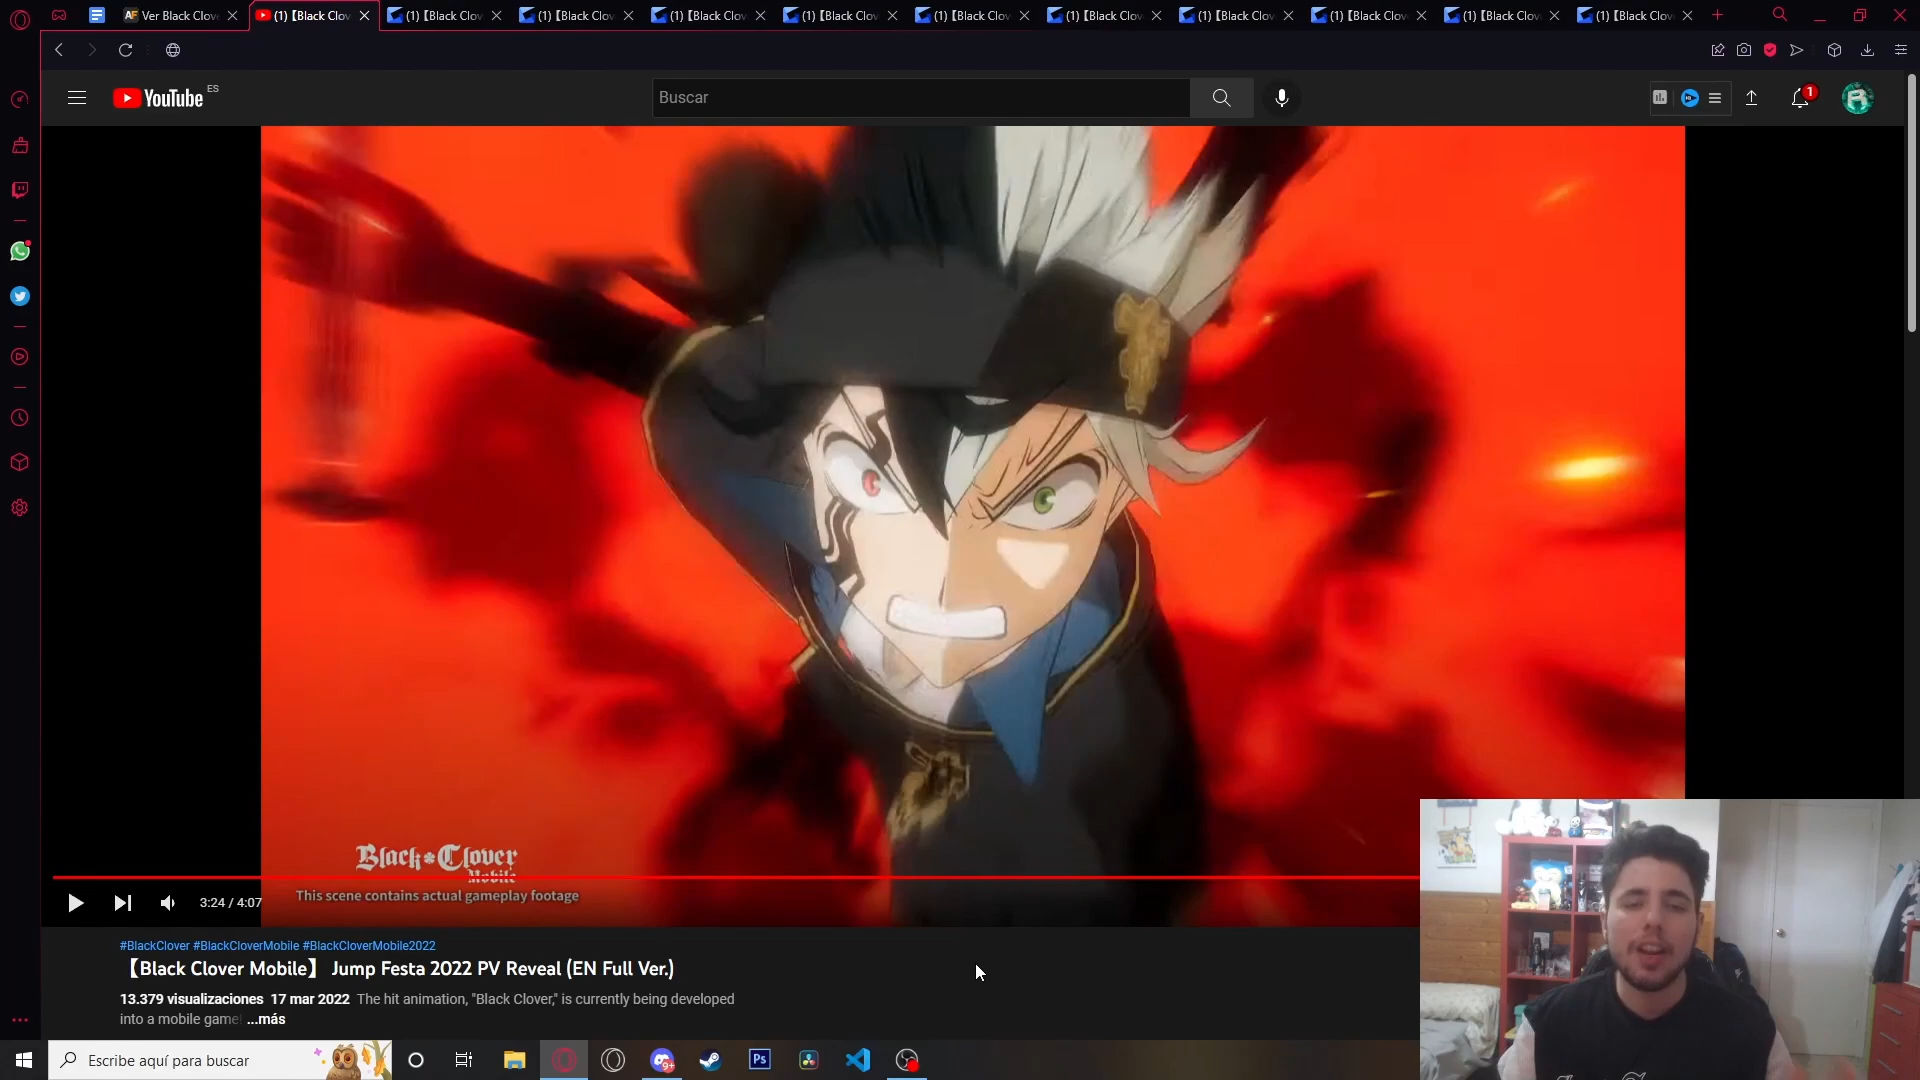 Ver Black Clov
(1) 【Black Clov
(1) 【Black Clov
(1) 【Black Clov
(1) 【Black Clov
(1) 【Black Clov
(1) 【Black Clov
(1) 【Black Clov
(1) 【Black Clov
(1) 【Black Clov
(1) 【Black Clov
(1) 【Black Clov
YouTube ES
Buscar
1
Black Clover
Mobile
This scene contains actual gameplay footage
3:24 / 4:07
#BlackClover #BlackCloverMobile #BlackCloverMobile2022
【Black Clover Mobile】 Jump Festa 2022 PV Reveal (EN Full Ver.)
13.379 visualizaciones 17 mar 2022 The hit animation, "Black Clover," is currently being developed
into a mobile game! ...más
Escribe aquí para buscar
9+
Ps